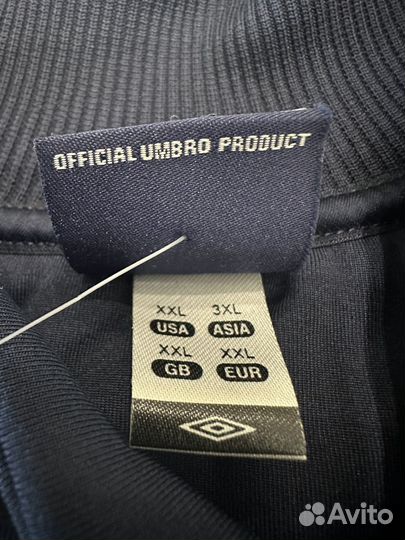 OFFICIAL UMBRO PRODUCT
XXL 3XL
USA ASIA
XXL XXL
GB EUR
Avito